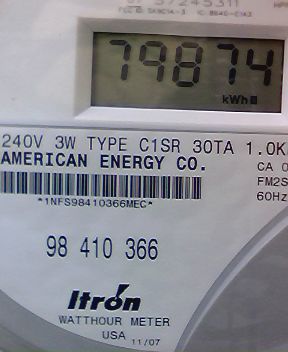 79874
kWh
240V 3W TYPE C1SR 30TA 1.0K
AMERICAN ENERGY CO.
CA
FM2S
60Hz
*1NFS98410366MEC*
98 410 366
Itron
WATTHOUR METER
USA 11/07